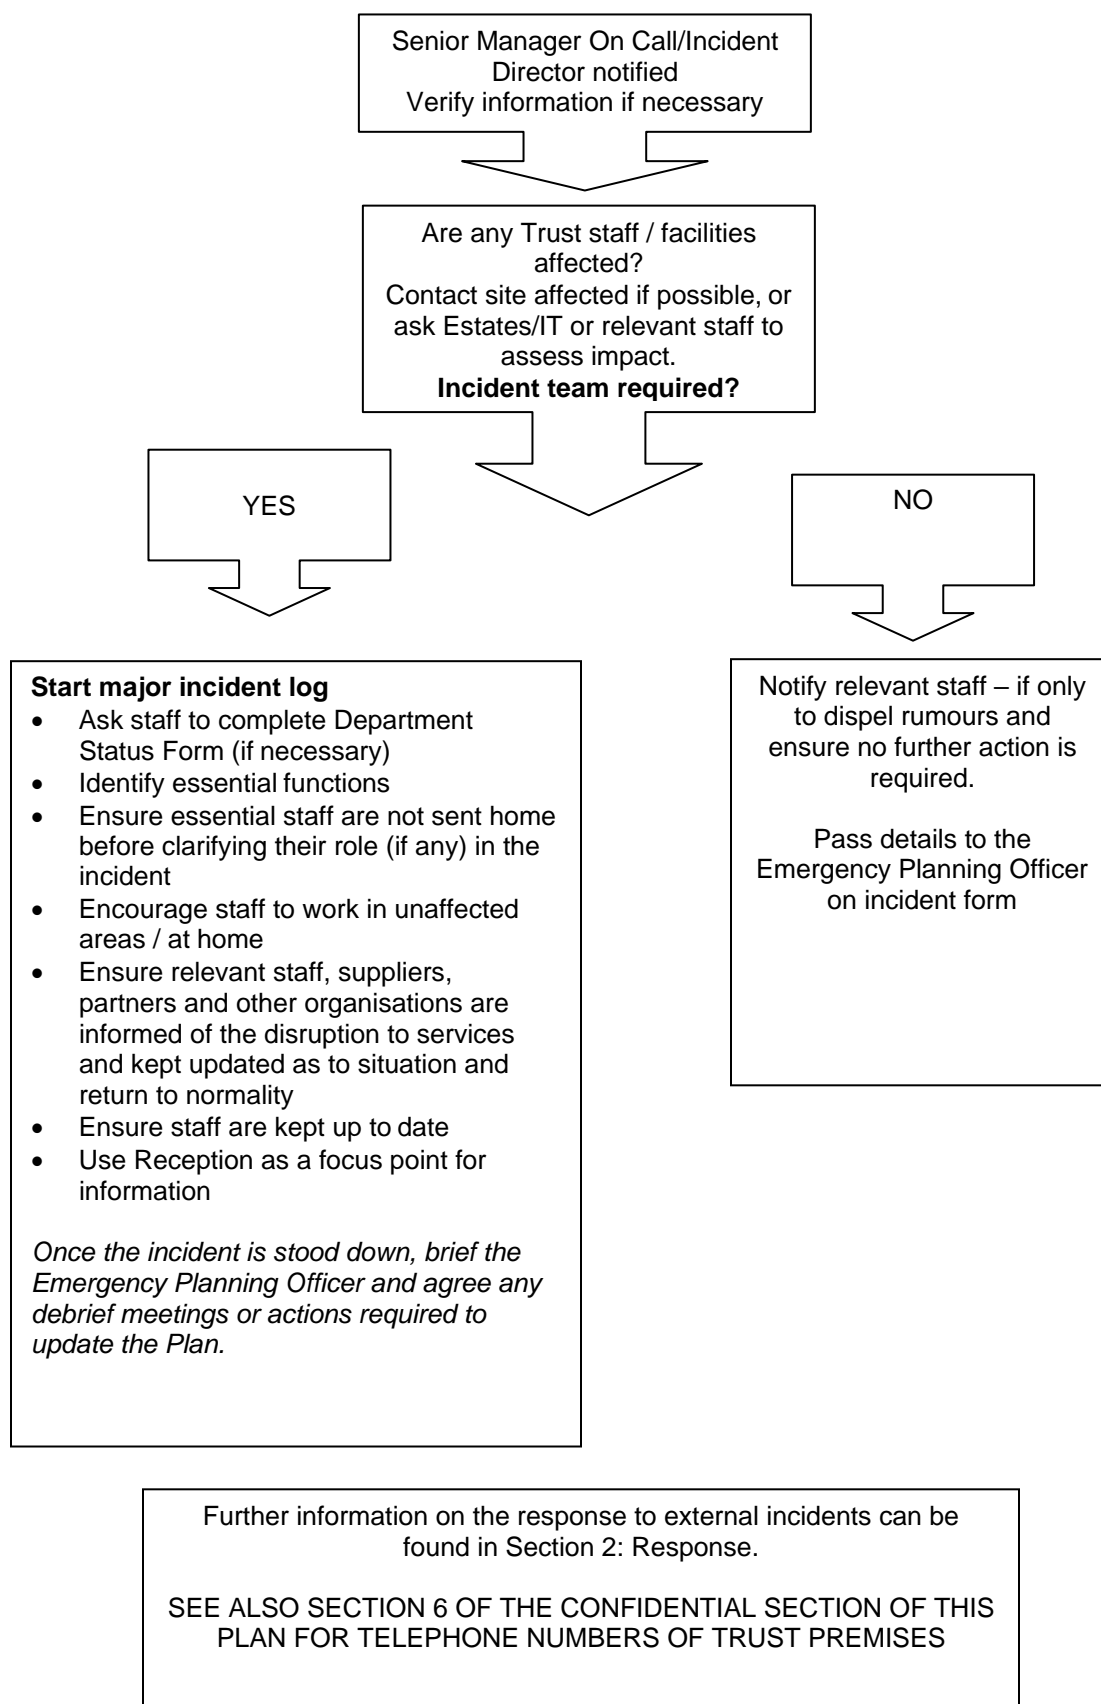 Senior Manager On Call/Incident
Director notified
Verify information if necessary
Are any Trust staff / facilities
affected?
Contact site affected if possible, or
ask Estates/IT or relevant staff to
assess impact.
Incident team required?
YES
NO
Start major incident log
• Ask staff to complete Department
Status Form (if necessary)
• Identify essential functions
• Ensure essential staff are not sent home
before clarifying their role (if any) in the
incident
• Encourage staff to work in unaffected
areas / at home
• Ensure relevant staff, suppliers,
partners and other organisations are
informed of the disruption to services
and kept updated as to situation and
return to normality
• Ensure staff are kept up to date
• Use Reception as a focus point for
information
Once the incident is stood down, brief the
Emergency Planning Officer and agree any
debrief meetings or actions required to
update the Plan.
Notify relevant staff – if only
to dispel rumours and
ensure no further action is
required.
Pass details to the
Emergency Planning Officer
on incident form
Further information on the response to external incidents can be
found in Section 2: Response.
SEE ALSO SECTION 6 OF THE CONFIDENTIAL SECTION OF THIS
PLAN FOR TELEPHONE NUMBERS OF TRUST PREMISES